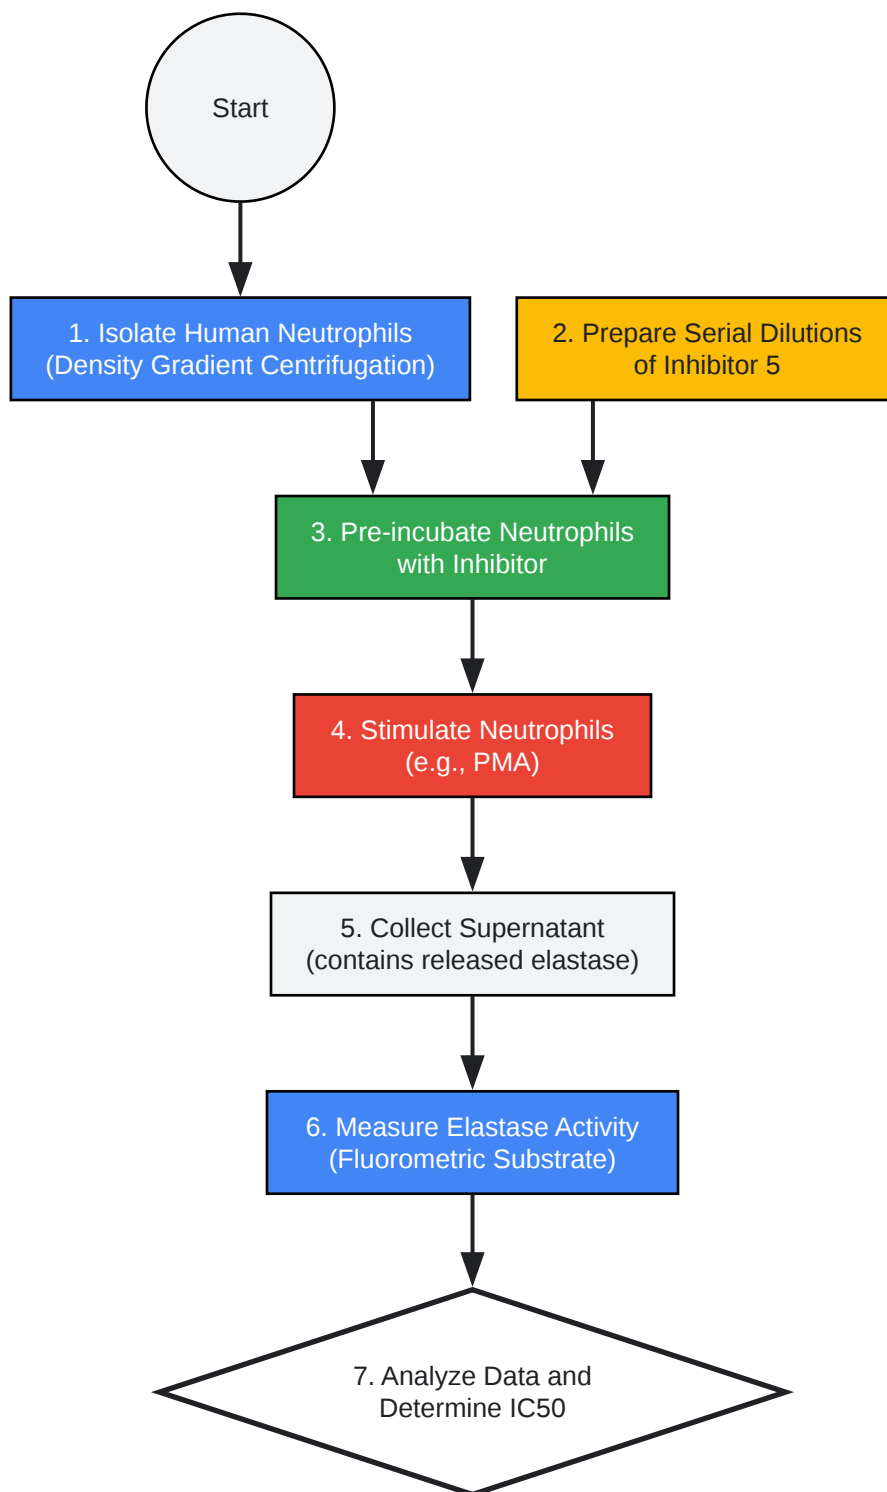 Start
1. Isolate Human Neutrophils
(Density Gradient Centrifugation)
2. Prepare Serial Dilutions
of Inhibitor 5
3. Pre-incubate Neutrophils
with Inhibitor
4. Stimulate Neutrophils
(e.g., PMA)
5. Collect Supernatant
(contains released elastase)
6. Measure Elastase Activity
(Fluorometric Substrate)
7. Analyze Data and
Determine IC50